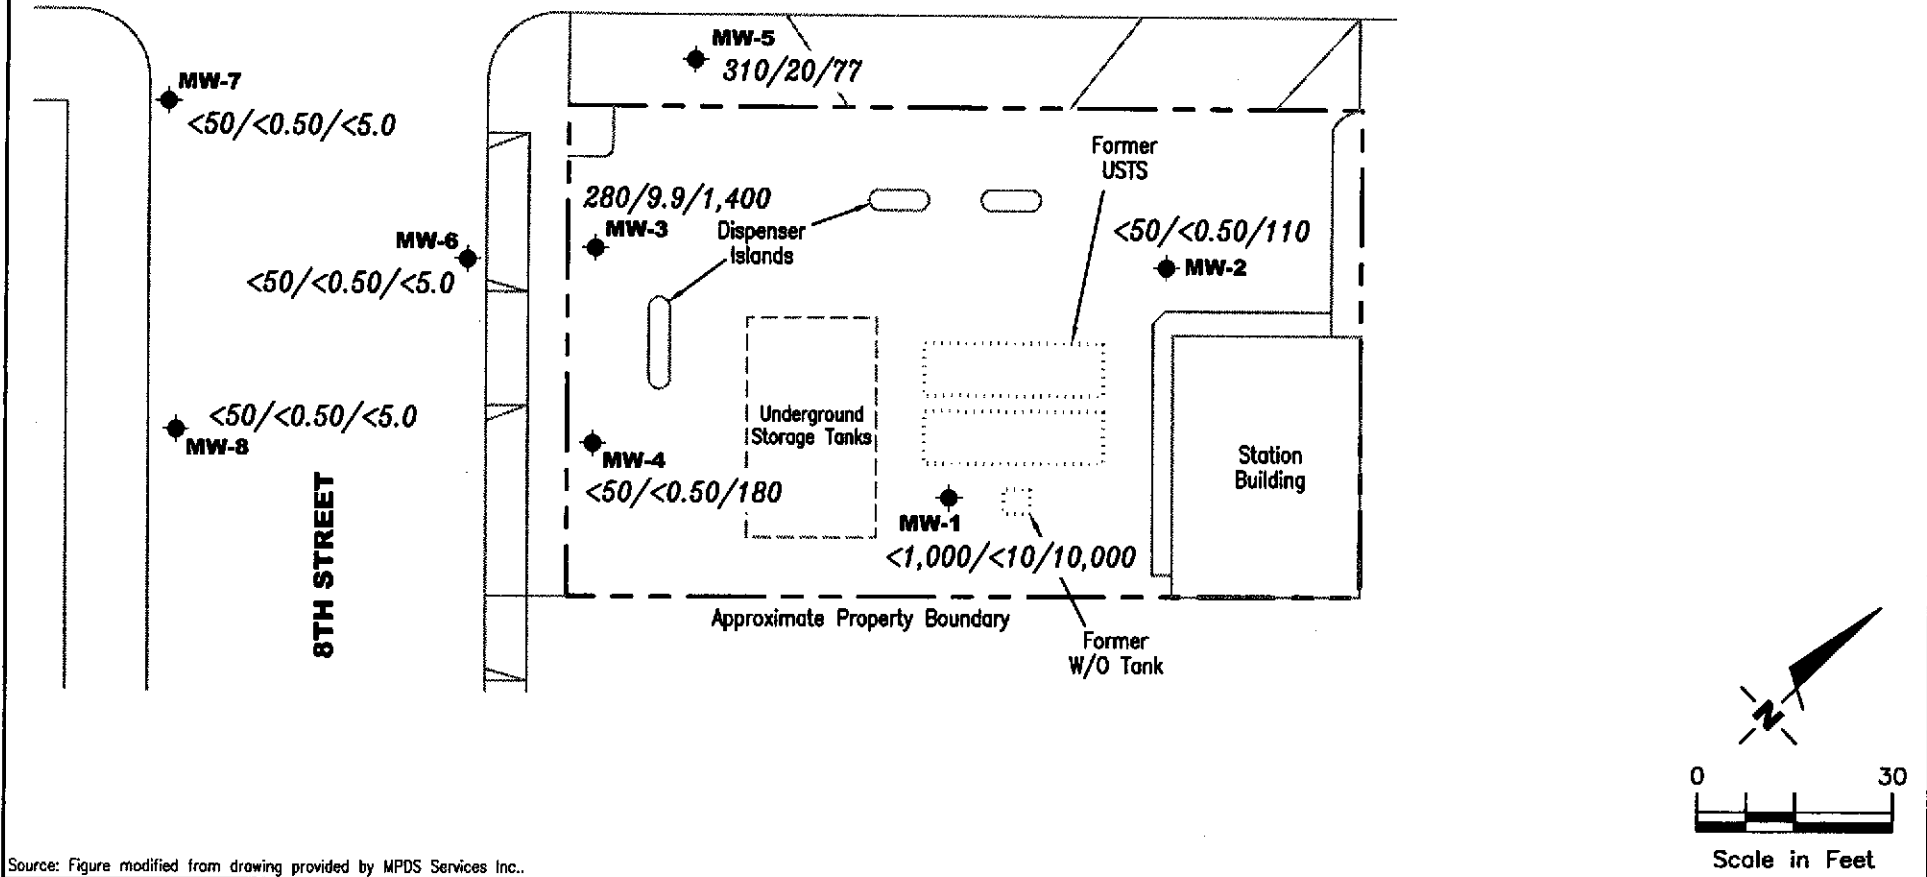 MW-5
310/20/77
MW-7
<50/<0.50/<5.0
Former
USTS
280/9.9/1,400
MW-3
Dispenser
Islands
<50/<0.50/110
MW-2
MW-6
<50/<0.50/<5.0
<50/<0.50/<5.0
MW-8
Underground
Storage Tanks
MW-4
<50/<0.50/180
Station
Building
MW-1
<1,000/<10/10,000
8TH STREET
Approximate Property Boundary
Former
W/O Tank
N
0 30
Scale in Feet
Source: Figure modified from drawing provided by MPDS Services Inc..